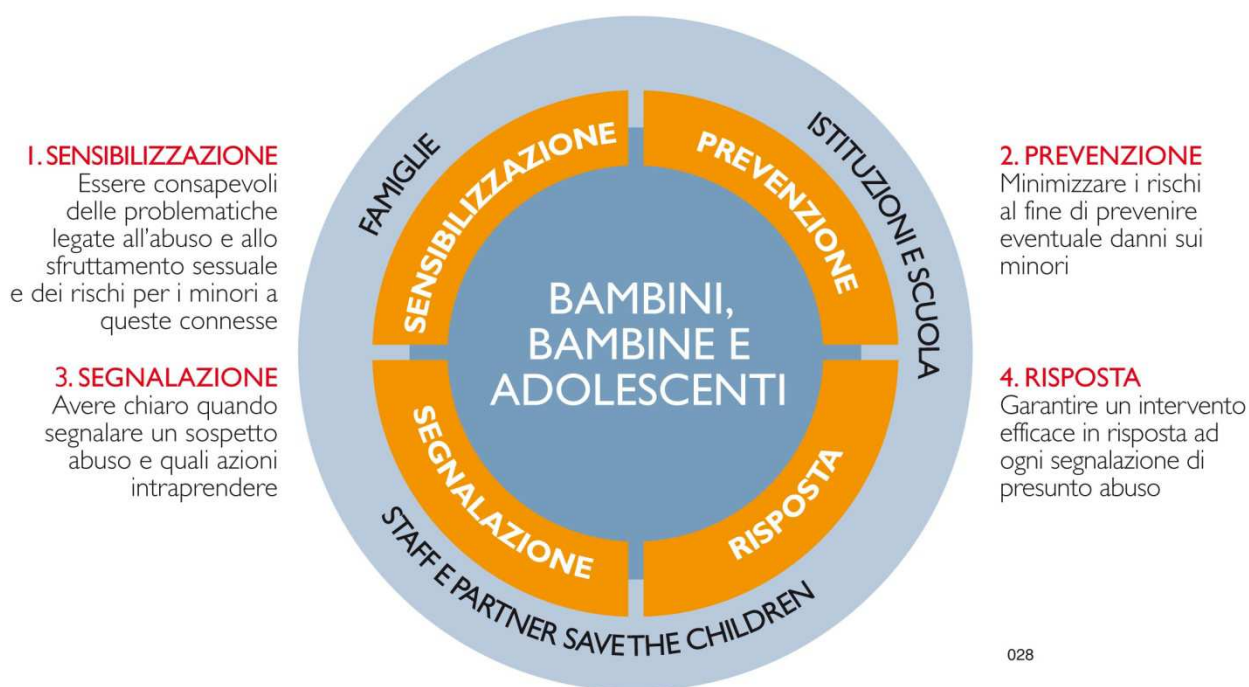 1. SENSIBILIZZAZIONE
Essere consapevoli
delle problematiche
legate all'abuso e allo
sfruttamento sessuale
e dei rischi per i minori a
queste connesse
3. SEGNALAZIONE
Avere chiaro quando
segnalare un sospetto
abuso e quali azioni
intraprendere
FAMIGLIE
ISTITUZIONI E SCUOLA
STAFF E PARTNER SAVE THE CHILDREN
SENSIBILIZZAZIONE
PREVENZIONE
SEGNALAZIONE
RISPOSTA
BAMBINI,
BAMBINE E
ADOLESCENTI
2. PREVENZIONE
Minimizzare i rischi
al fine di prevenire
eventuale danni sui
minori
4. RISPOSTA
Garantire un intervento
efficace in risposta ad
ogni segnalazione di
presunto abuso
028